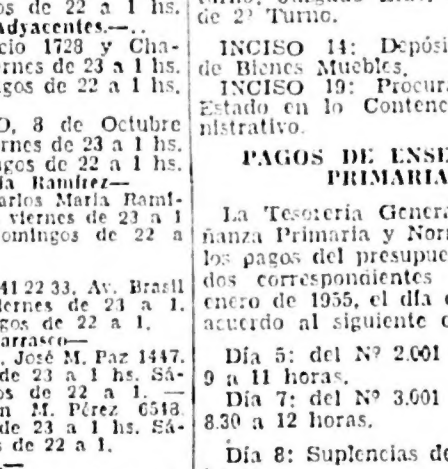 os de 22 a 1 hs.
Adyacentes.—..
cio 1728 y Cha-
ernes de 23 a 1 hs.
ngos de 22 a 1 hs.
O, 8 de Octubre
ernes de 23 a 1 hs.
ngos de 22 a 1 hs.
ía Ramírez—
arlos María Rami-
viernes de 23 a 1
omingos de 22 a
41 22 33. Av. Brasil
iernes de 23 a 1.
gos de 22 a 1.
arrasco—
. José M. Paz 1447.
de 23 a 1 hs. Sá-
os de 22 a 1. —
n M. Pérez 6518.
de 23 a 1 hs. Sá-
s de 22 a 1.
de 2º Turno.
INCISO 14: Depósi
de Bienes Muebles.
INCISO 19: Procura
Estado en lo Contenc
nistrativo.
PAGOS DE ENSE
PRIMARIA
La Tesorería Genera
ñanza Primaria y Nor
los pagos del presupue
dos correspondientes
enero de 1955, el día
acuerdo al siguiente c
Día 5: del Nº 2.001
9 a 11 horas.
Día 7: del Nº 3.001
8.30 a 12 horas.
Día 8: Suplencias de